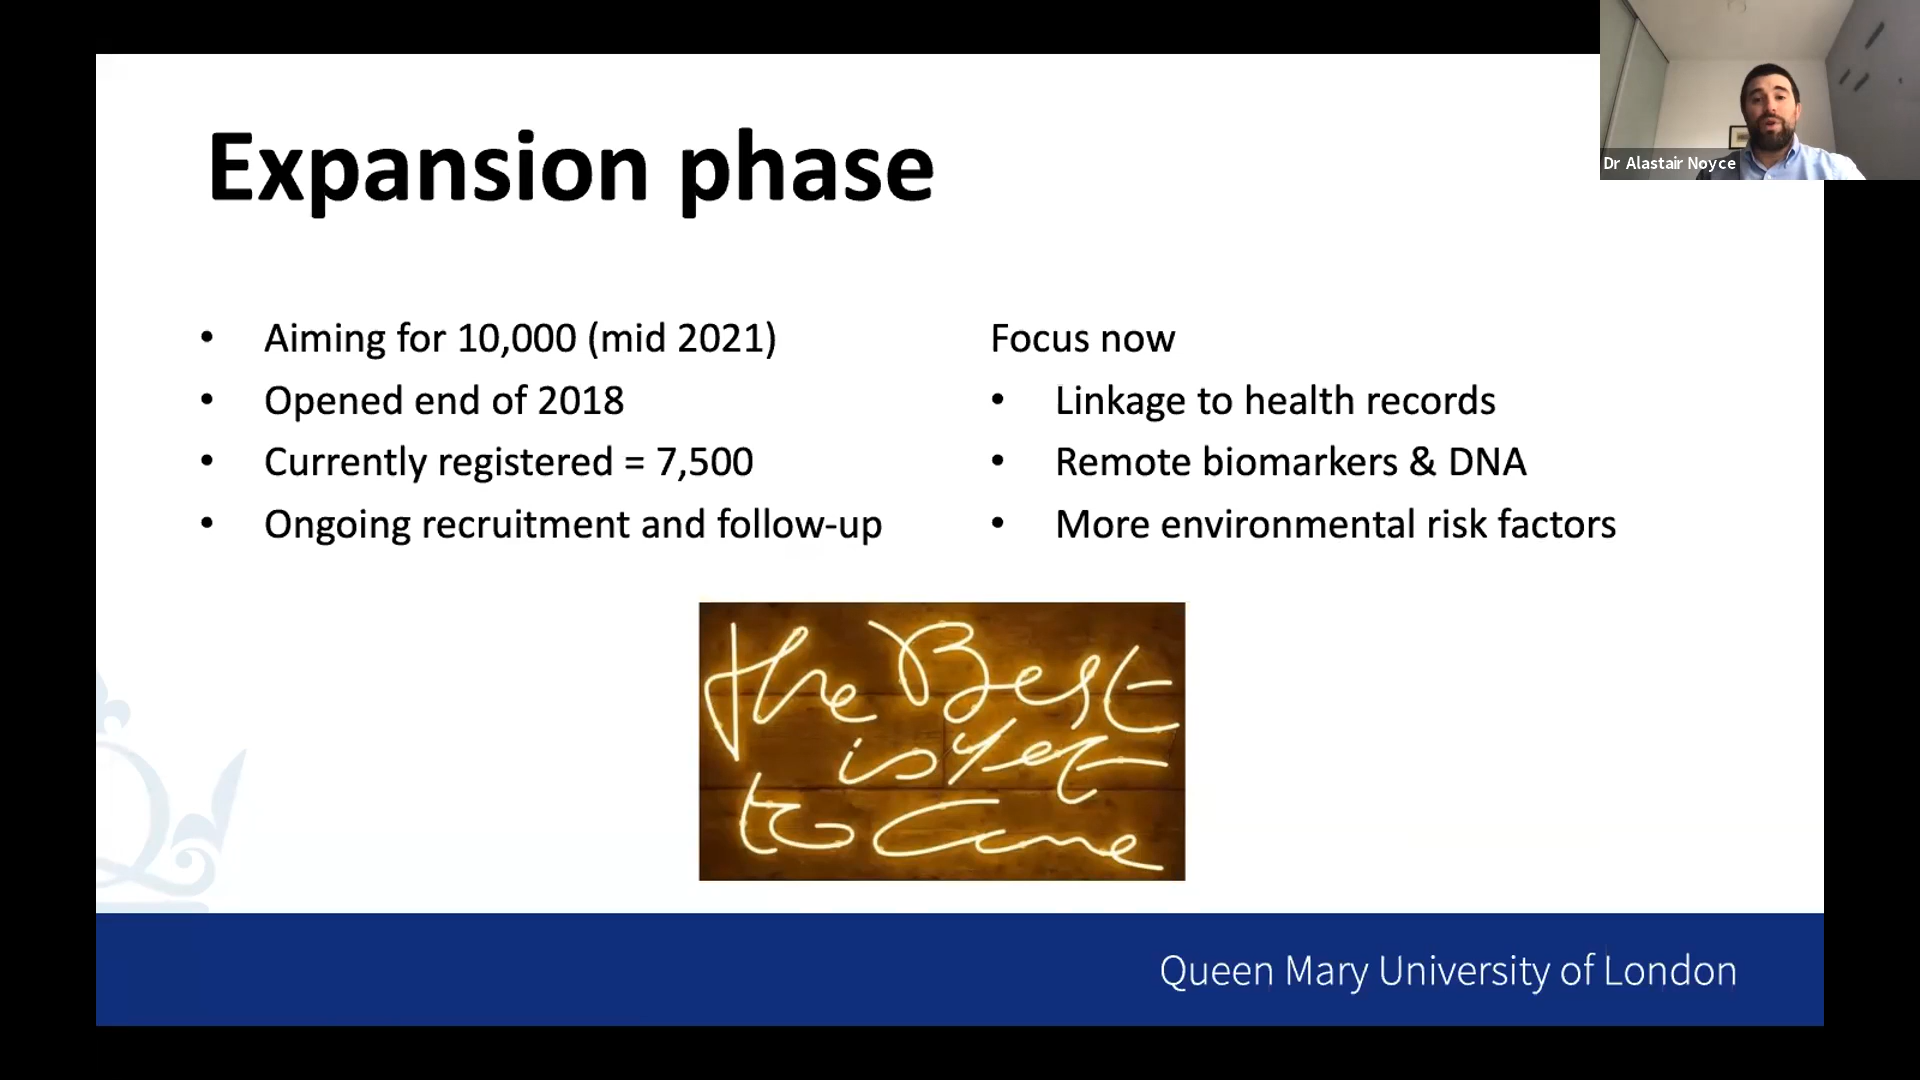 Expansion phase
Dr Alastair Noyce
• Aiming for 10,000 (mid 2021)
• Opened end of 2018
• Currently registered = 7,500
• Ongoing recruitment and follow-up
Focus now
• Linkage to health records
• Remote biomarkers & DNA
• More environmental risk factors
the Best
is yet
to Come
Queen Mary University of London